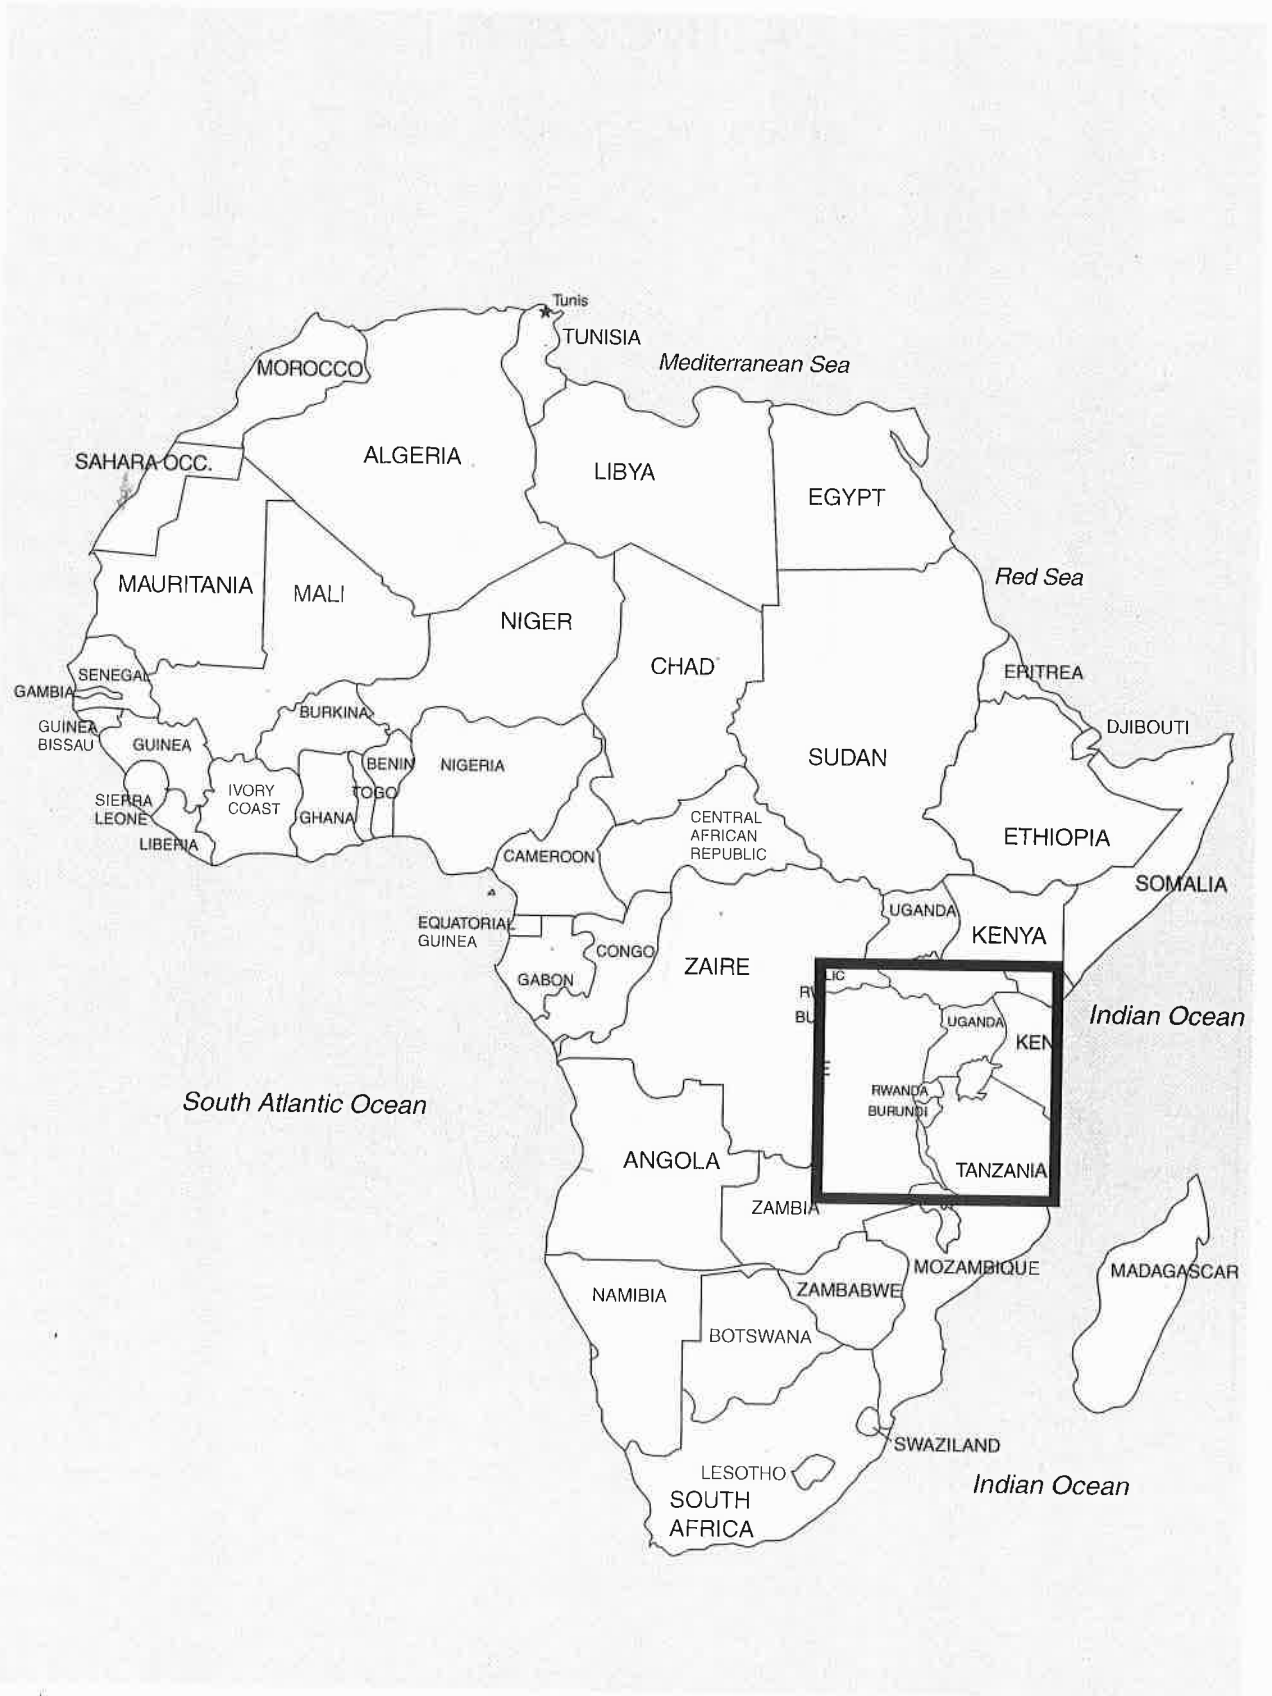 Tunis
TUNISIA
Mediterranean Sea
MOROCCO
ALGERIA
SAHARA OCC.
LIBYA
EGYPT
Red Sea
MAURITANIA
MALI
NIGER
CHAD
SENEGAL
ERITREA
GAMBIA
BURKINA
GUINEA
BISSAU
GUINEA
DJIBOUTI
BENIN
NIGERIA
SUDAN
IVORY
COAST
TOGO
SIERRA
LEONE
GHANA
CENTRAL
AFRICAN
REPUBLIC
ETHIOPIA
LIBERIA
CAMEROON
SOMALIA
UGANDA
EQUATORIAL
GUINEA
KENYA
CONGO
ZAIRE
GABON
LIC
RW
BU
Indian Ocean
UGANDA
KEN
E
RWANDA
BURUNDI
South Atlantic Ocean
ANGOLA
TANZANIA
ZAMBIA
MOZAMBIQUE
MADAGASCAR
NAMIBIA
ZAMBABWE
BOTSWANA
SWAZILAND
LESOTHO
Indian Ocean
SOUTH
AFRICA